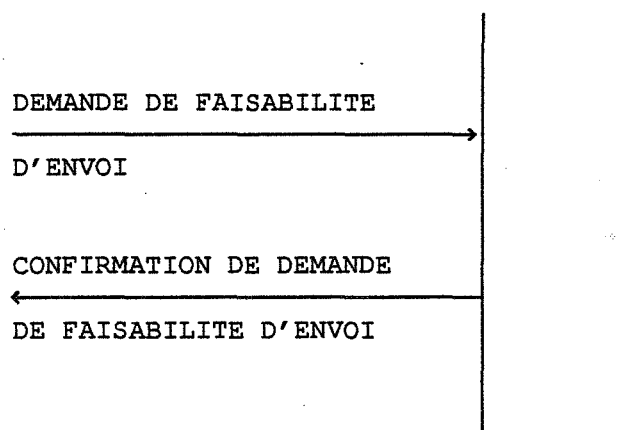 DEMANDE DE FAISABILITE
D'ENVOI
CONFIRMATION DE DEMANDE
DE FAISABILITE D'ENVOI